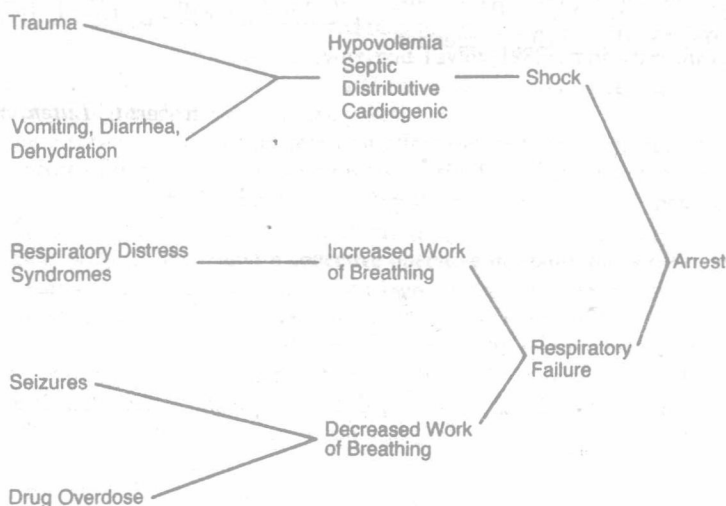 Trauma
Hypovolemia
Septic
Distributive
Cardiogenic
Shock
Vomiting, Diarrhea,
Dehydration
Respiratory Distress
Syndromes
Increased Work
of Breathing
Arrest
Respiratory
Failure
Seizures
Decreased Work
of Breathing
Drug Overdose